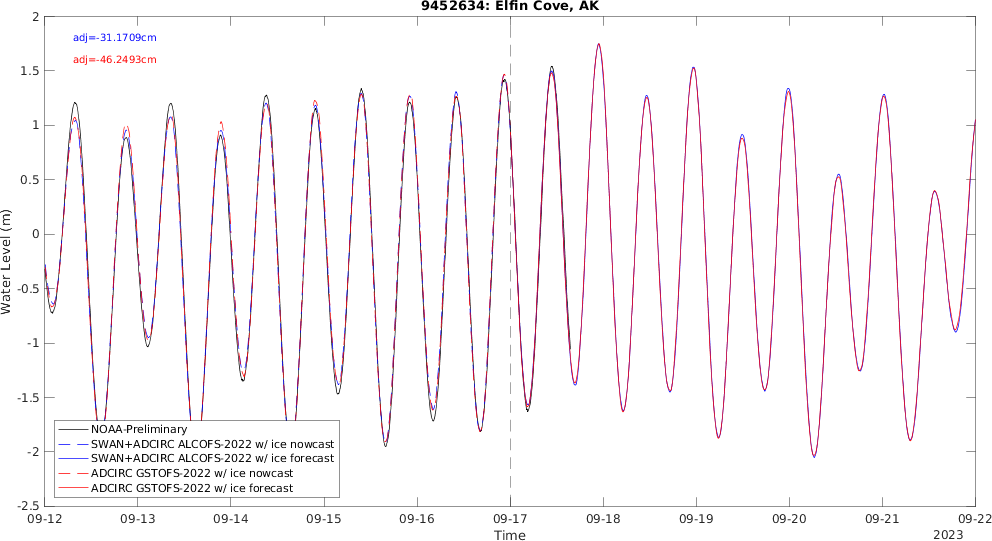 9452634: Elfin Cove, AK
adj=-31.1709cm
adj=-46.2493cm
2
1.5
1
0.5
0
-0.5
-1
-1.5
-2
-2.5
Water Level (m)
NOAA-Preliminary
SWAN+ADCIRC ALCOFS-2022 w/ ice nowcast
SWAN+ADCIRC ALCOFS-2022 w/ ice forecast
ADCIRC GSTOFS-2022 w/ ice nowcast
ADCIRC GSTOFS-2022 w/ ice forecast
09-12 09-13 09-14 09-15 09-16 09-17 09-18 09-19 09-20 09-21 09-22
Time
2023